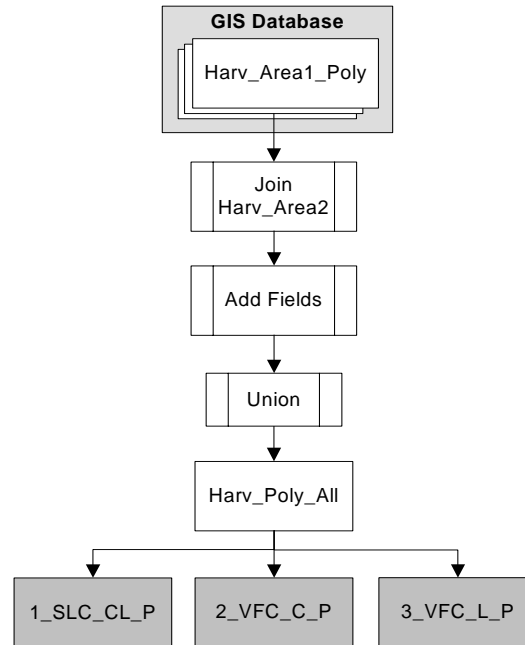 GIS Database
Harv_Area1_Poly
Join
Harv_Area2
Add Fields
Union
Harv_Poly_All
1_SLC_CL_P
2_VFC_C_P
3_VFC_L_P